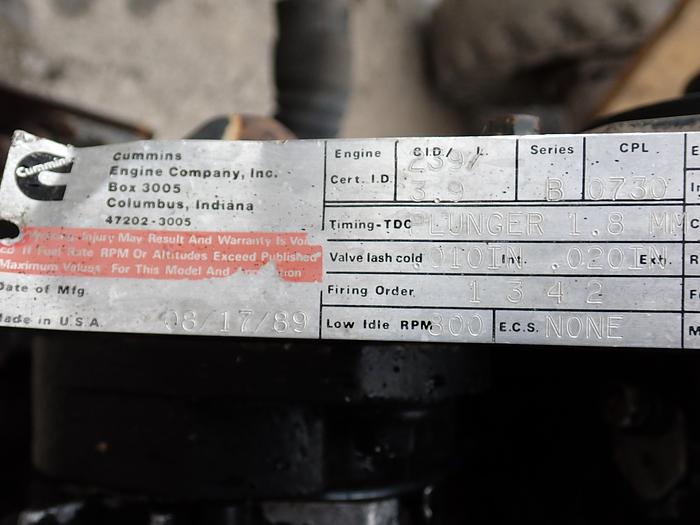 Cummins
Cummins
Engine Company, Inc.
Box 3005
Columbus, Indiana
47202-3005
Injury May Result and Warranty is
If Fuel Rate RPM Or Altitudes Exceed Published
Maximum Values For This Model And
Date of Mfg.
08/17/89
Made in U.S.A.
Engine
Cert. I.D.
C.I.D./ L.
239/
3.9
Series
B
CPL
0730
Timing-TDC PLUNGER 1.8 MM
Valve lash cold .010IN Int. .020IN Exh.
Firing Order 1 3 4 2
Low Idle RPM 800 E.C.S. NONE